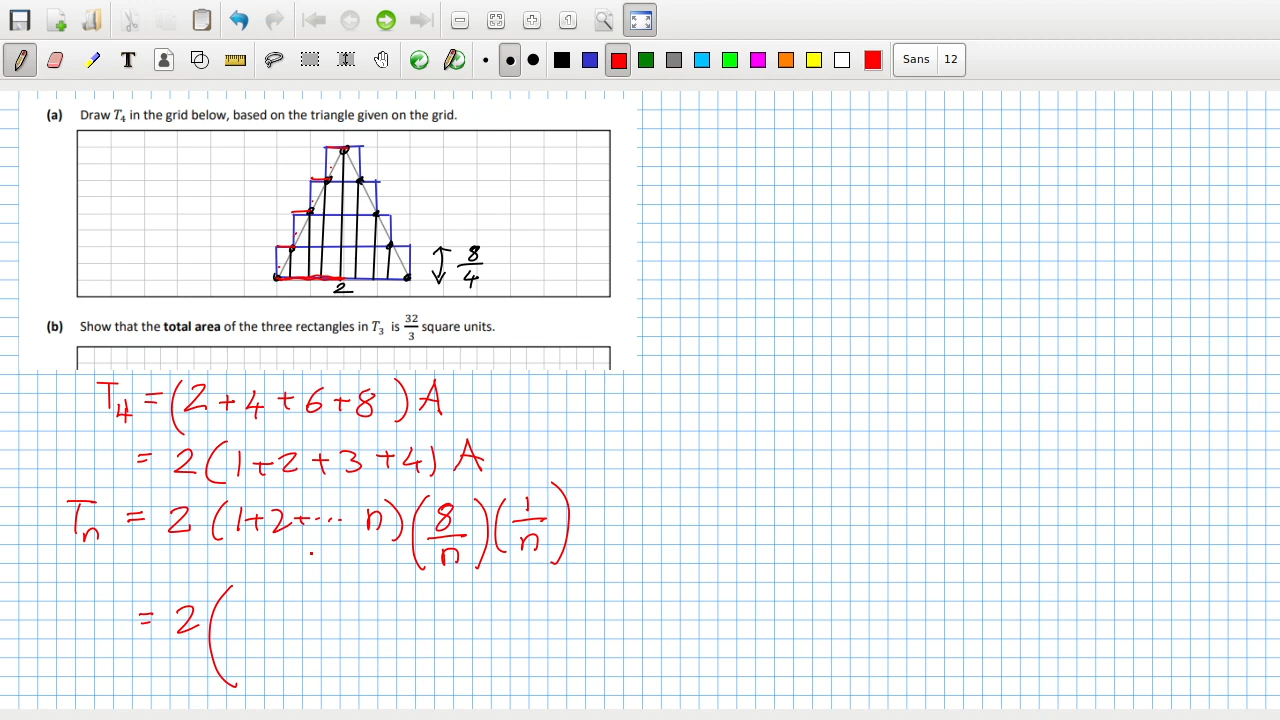 Sans 12
(a) Draw T₄ in the grid below, based on the triangle given on the grid.
8/4
2
(b) Show that the total area of the three rectangles in T₃ is 32/3 square units.
T₄ = (2 + 4 + 6 + 8) A
= 2 (1 + 2 + 3 + 4) A
Tₙ = 2 (1 + 2 + ... n) (8/n) (1/n)
= 2 (